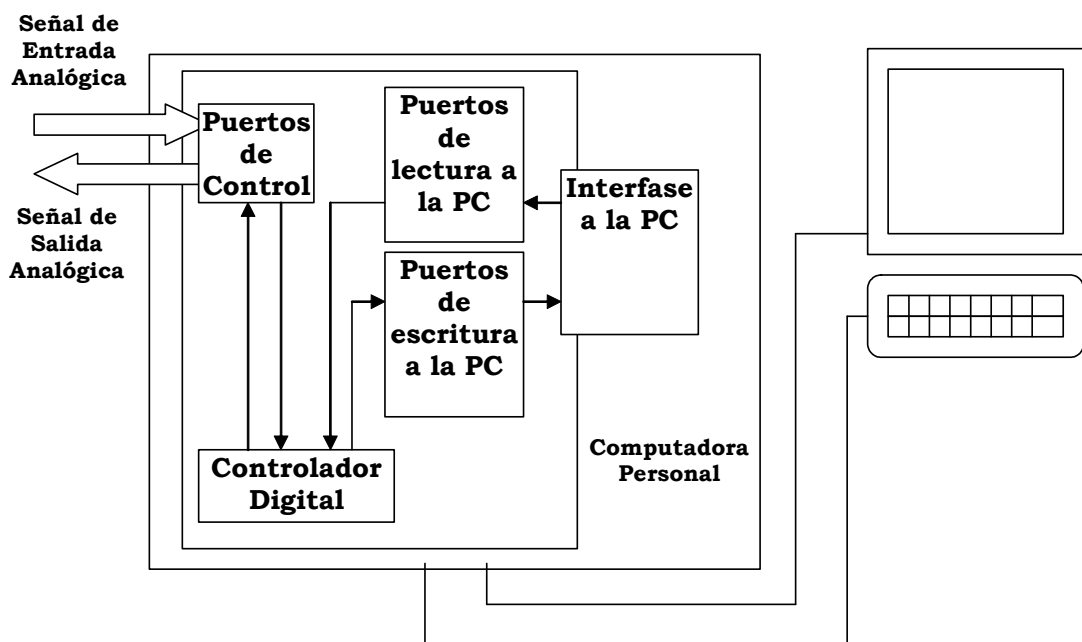 Señal de
Entrada
Analógica
Señal de
Salida
Analógica
Puertos
de
Control
Puertos
de
lectura a
la PC
Interfase
a la PC
Puertos
de
escritura
a la PC
Controlador
Digital
Computadora
Personal